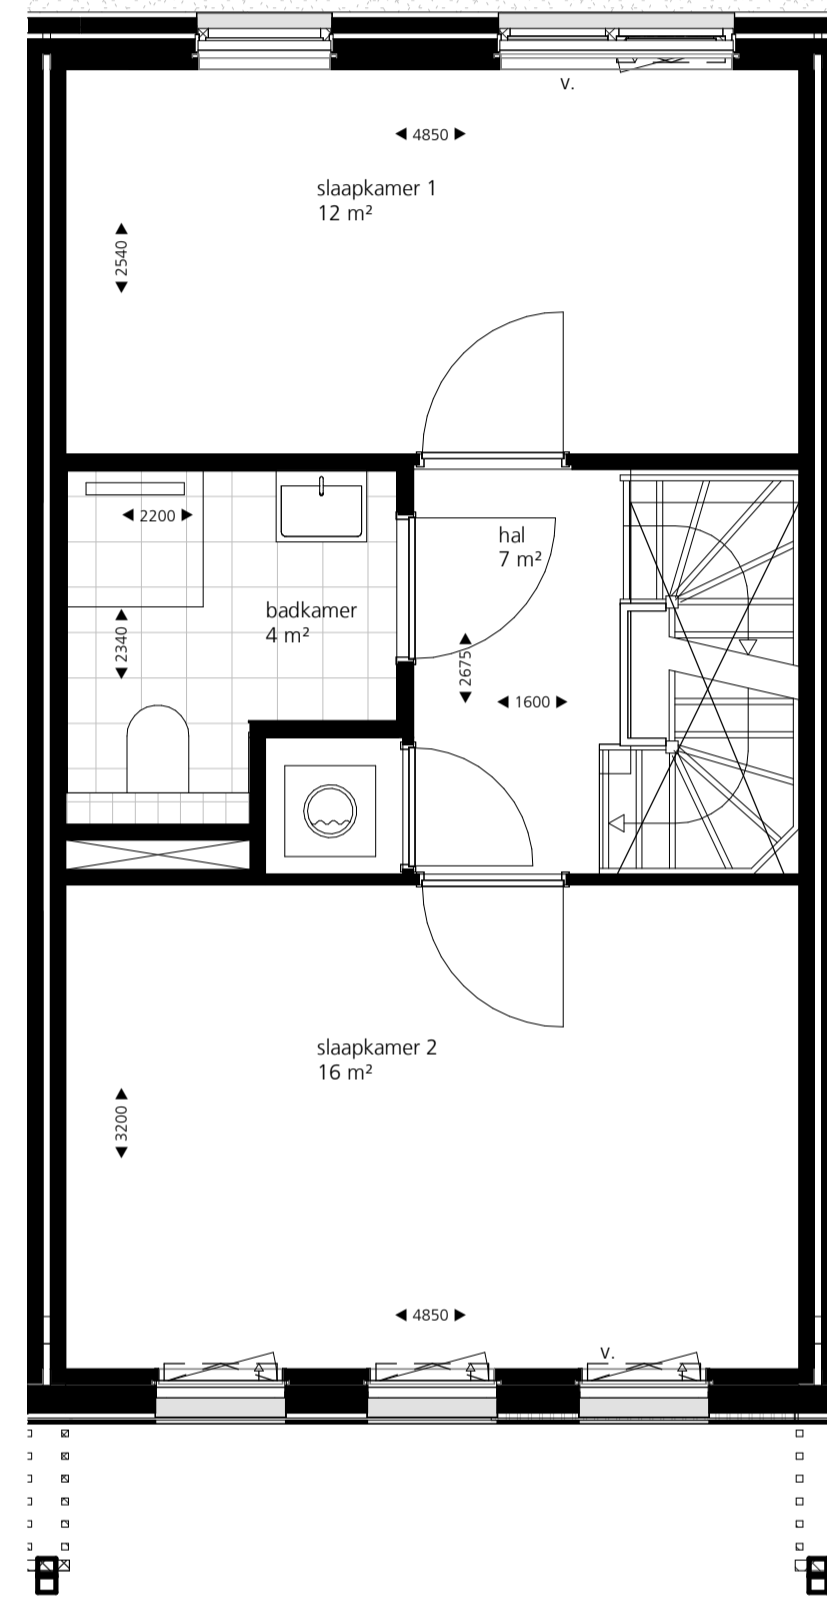 v.
4850
slaapkamer 1
12 m²
2540
2200
hal
7 m²
badkamer
4 m²
2340
2675
1600
slaapkamer 2
16 m²
3200
4850
v.